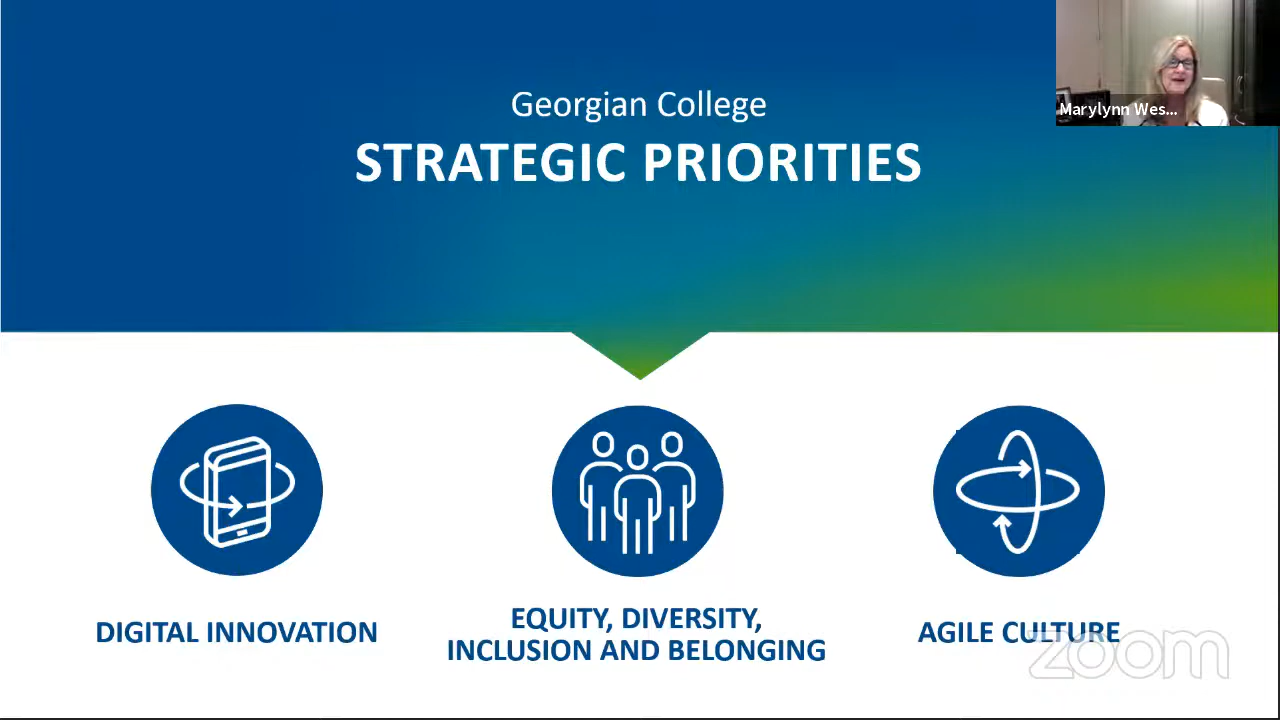 Georgian College
STRATEGIC PRIORITIES
Marylynn Wes...
DIGITAL INNOVATION
EQUITY, DIVERSITY,
INCLUSION AND BELONGING
AGILE CULTURE
zoom